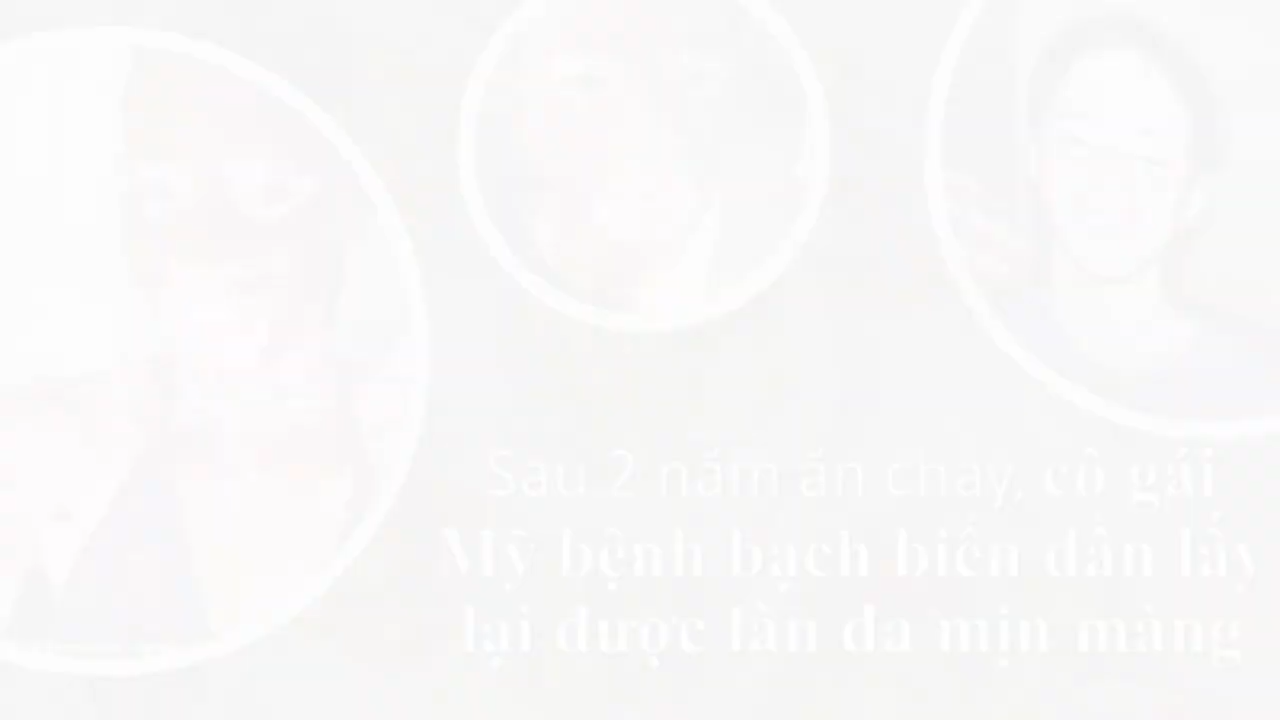 Sau 2 năm ăn chay, cô gái
Mỹ bệnh bạch biến dần lấy
lại được làn da mịn màng